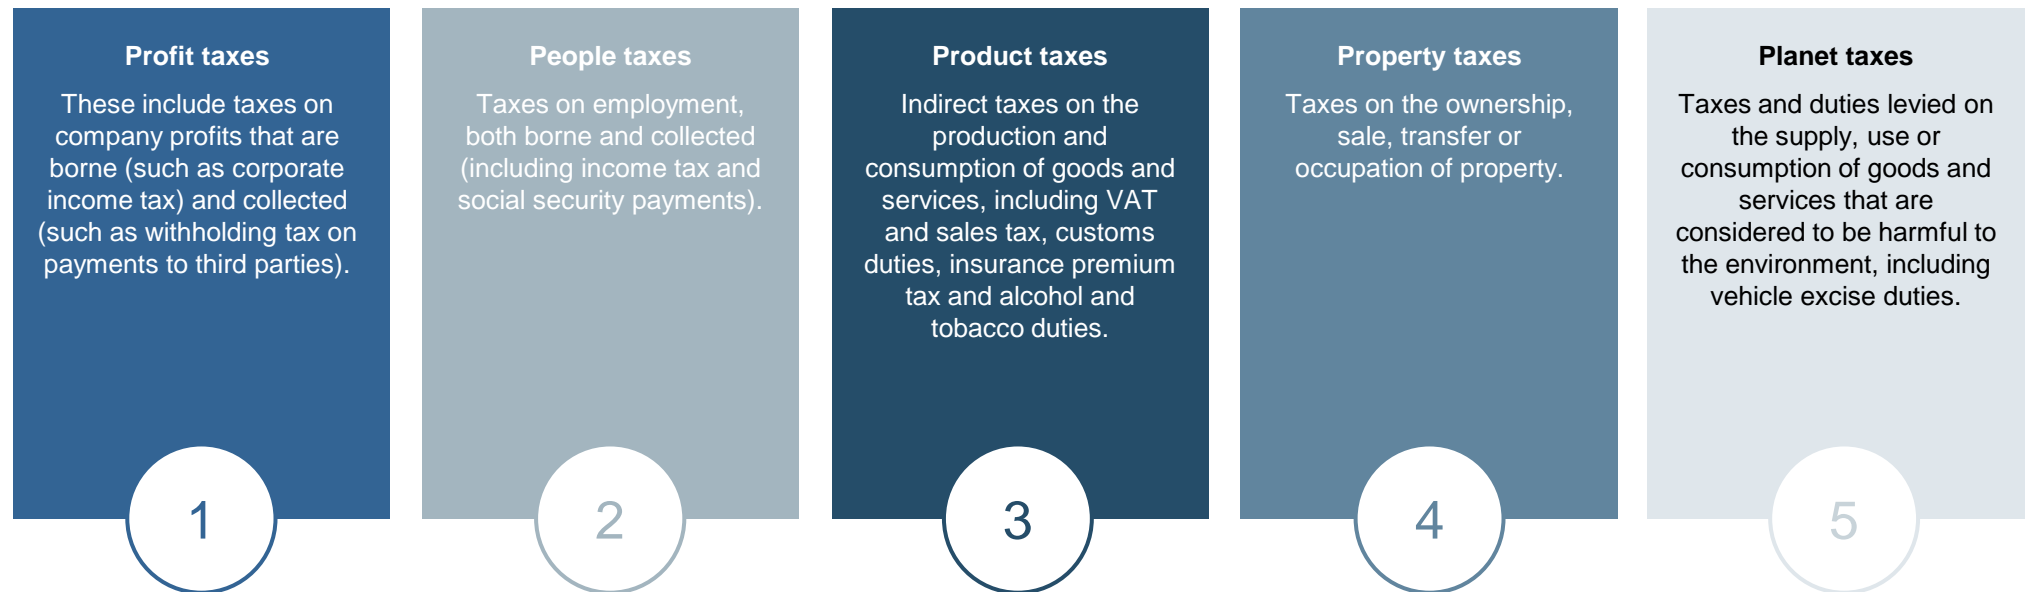 Profit taxes
These include taxes on
company profits that are
borne (such as corporate
income tax) and collected
(such as withholding tax on
payments to third parties).
1
People taxes
Taxes on employment,
both borne and collected
(including income tax and
social security payments).
2
Product taxes
Indirect taxes on the
production and
consumption of goods and
services, including VAT
and sales tax, customs
duties, insurance premium
tax and alcohol and
tobacco duties.
3
Property taxes
Taxes on the ownership,
sale, transfer or
occupation of property.
4
Planet taxes
Taxes and duties levied on
the supply, use or
consumption of goods and
services that are
considered to be harmful to
the environment, including
vehicle excise duties.
5